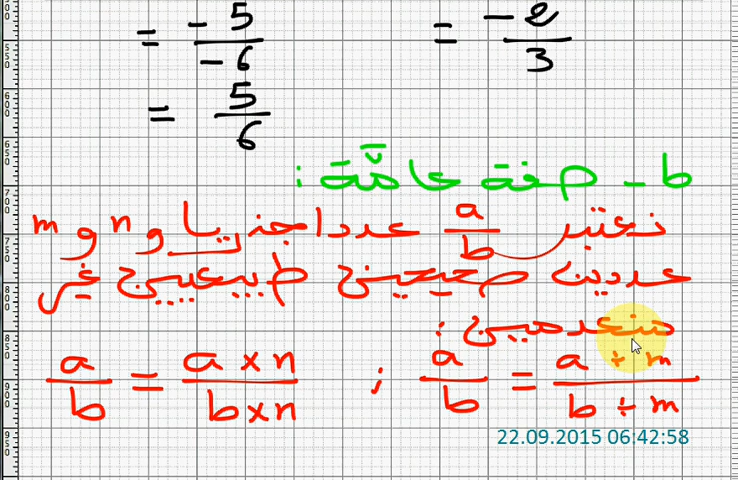 = -5/-6
= -2/3
= 5/6
b - صفة هامة :
نعتبر a/b عددا جذريا و n و m
عددين صحيحين طبيعيين غير
منعدمين :
a/b = a × n / b × n ; a/b = a ÷ m / b ÷ m
22.09.2015 06:42:58